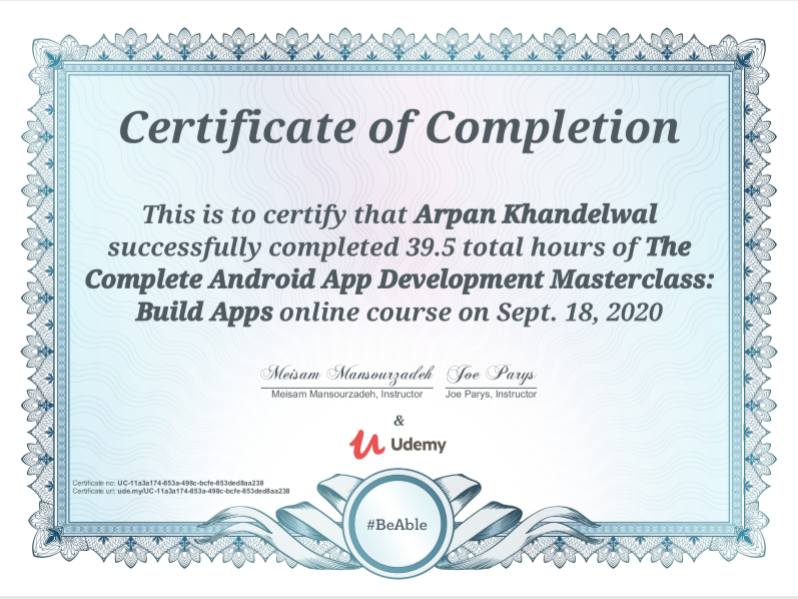 Certificate of Completion
This is to certify that Arpan Khandelwal
successfully completed 39.5 total hours of The
Complete Android App Development Masterclass:
Build Apps online course on Sept. 18, 2020
Meisam Mansourzadeh Joe Parys
Meisam Mansourzadeh, Instructor Joe Parys, Instructor
&
Udemy
Certificate no: UC-11a3a174-853a-498c-bcfe-853ded8aa238
Certificate url: ude.my/UC-11a3a174-853a-498c-bcfe-853ded8aa238
#BeAble